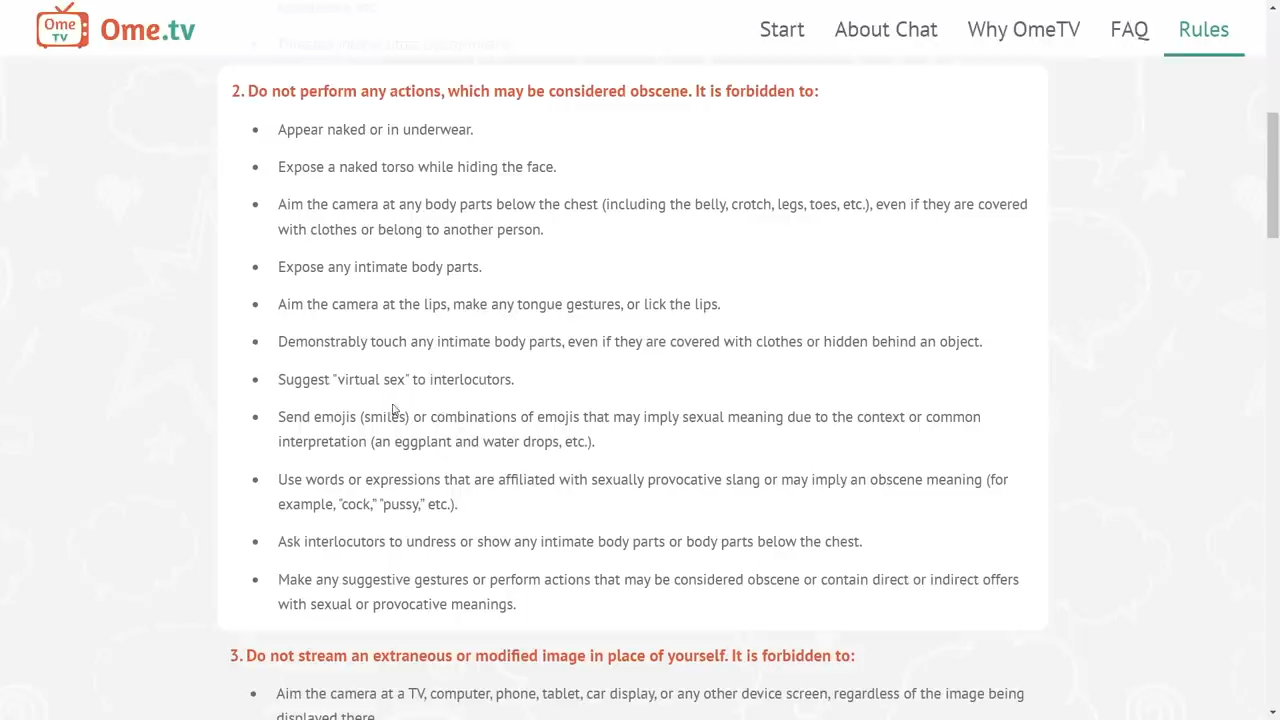 Ome TV
Ome.tv
Start
About Chat
Why OmeTV
FAQ
Rules
2. Do not perform any actions, which may be considered obscene. It is forbidden to:
• Appear naked or in underwear.
• Expose a naked torso while hiding the face.
• Aim the camera at any body parts below the chest (including the belly, crotch, legs, toes, etc.), even if they are covered
with clothes or belong to another person.
• Expose any intimate body parts.
• Aim the camera at the lips, make any tongue gestures, or lick the lips.
• Demonstrably touch any intimate body parts, even if they are covered with clothes or hidden behind an object.
• Suggest "virtual sex" to interlocutors.
• Send emojis (smiles) or combinations of emojis that may imply sexual meaning due to the context or common
interpretation (an eggplant and water drops, etc.).
• Use words or expressions that are affiliated with sexually provocative slang or may imply an obscene meaning (for
example, "cock,” "pussy,” etc.).
• Ask interlocutors to undress or show any intimate body parts or body parts below the chest.
• Make any suggestive gestures or perform actions that may be considered obscene or contain direct or indirect offers
with sexual or provocative meanings.
3. Do not stream an extraneous or modified image in place of yourself. It is forbidden to:
• Aim the camera at a TV, computer, phone, tablet, car display, or any other device screen, regardless of the image being
displayed there.